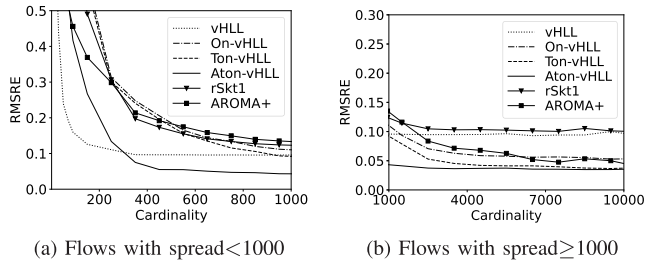 0.5
0.4
0.3
0.2
0.1
0.0
RMSRE
200
400
600
800
1000
Cardinality
vHLL
On-vHLL
Ton-vHLL
Aton-vHLL
rSkt1
AROMA+
(a) Flows with spread<1000
0.30
0.25
0.20
0.15
0.10
0.05
0.00
RMSRE
1000
4000
7000
10000
Cardinality
vHLL
On-vHLL
Ton-vHLL
Aton-vHLL
rSkt1
AROMA+
(b) Flows with spread≥1000